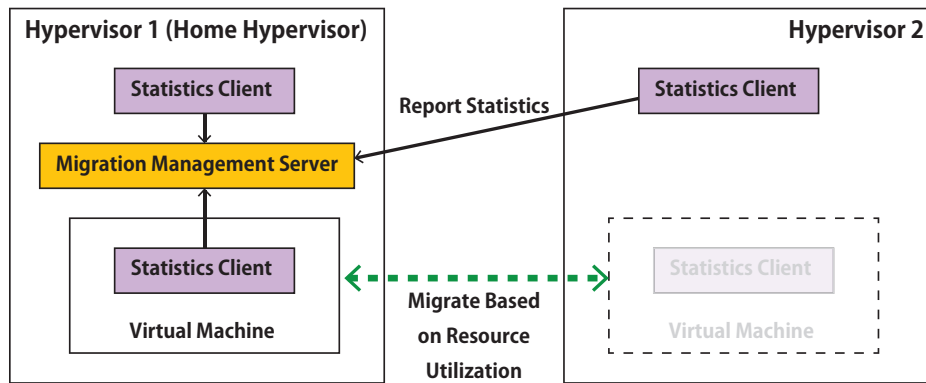 Hypervisor 1 (Home Hypervisor)
Statistics Client
Migration Management Server
Statistics Client
Virtual Machine
Report Statistics
Migrate Based
on Resource
Utilization
Hypervisor 2
Statistics Client
Statistics Client
Virtual Machine